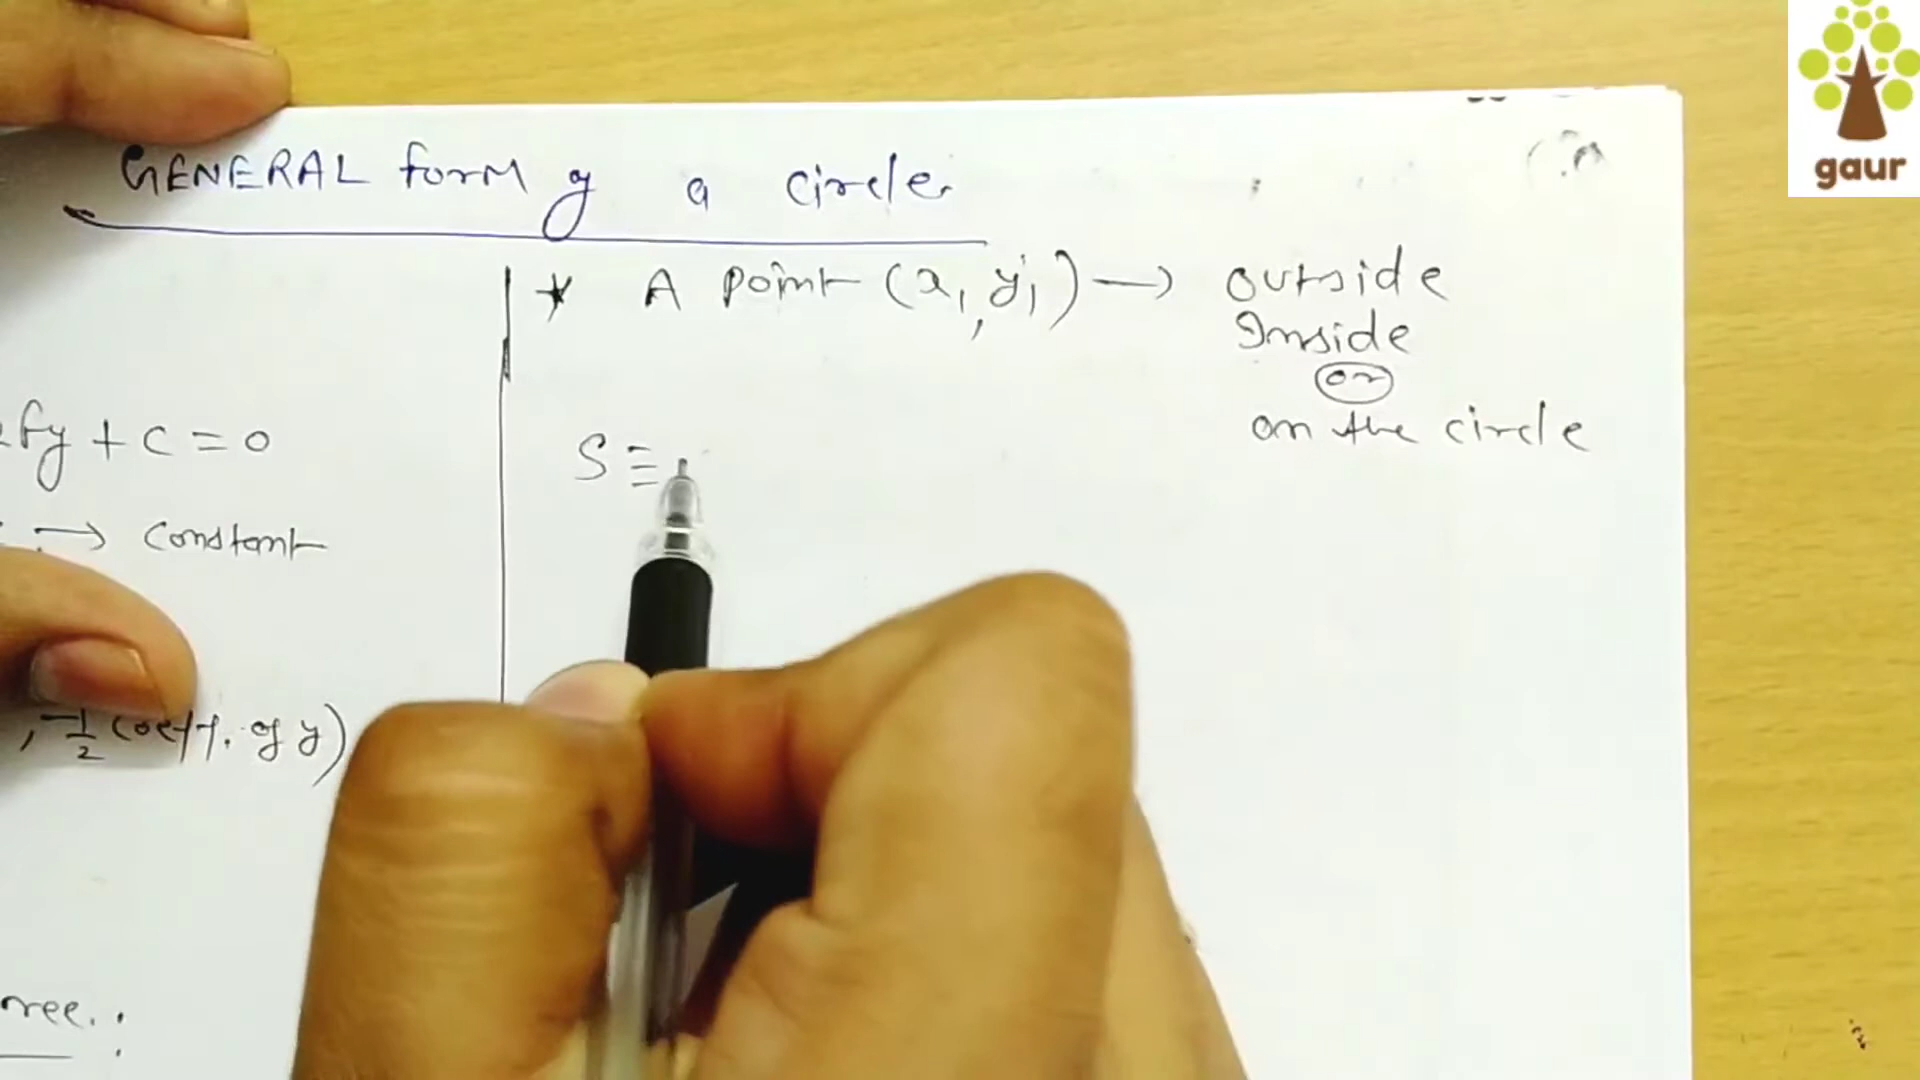 GENERAL form of a circle
* A point (x₁, y₁) → outside
Inside
or
on the circle
2fy + c = 0
S ≡
→ constant
, -1/2 coeff. of y)
ree. :
gaur